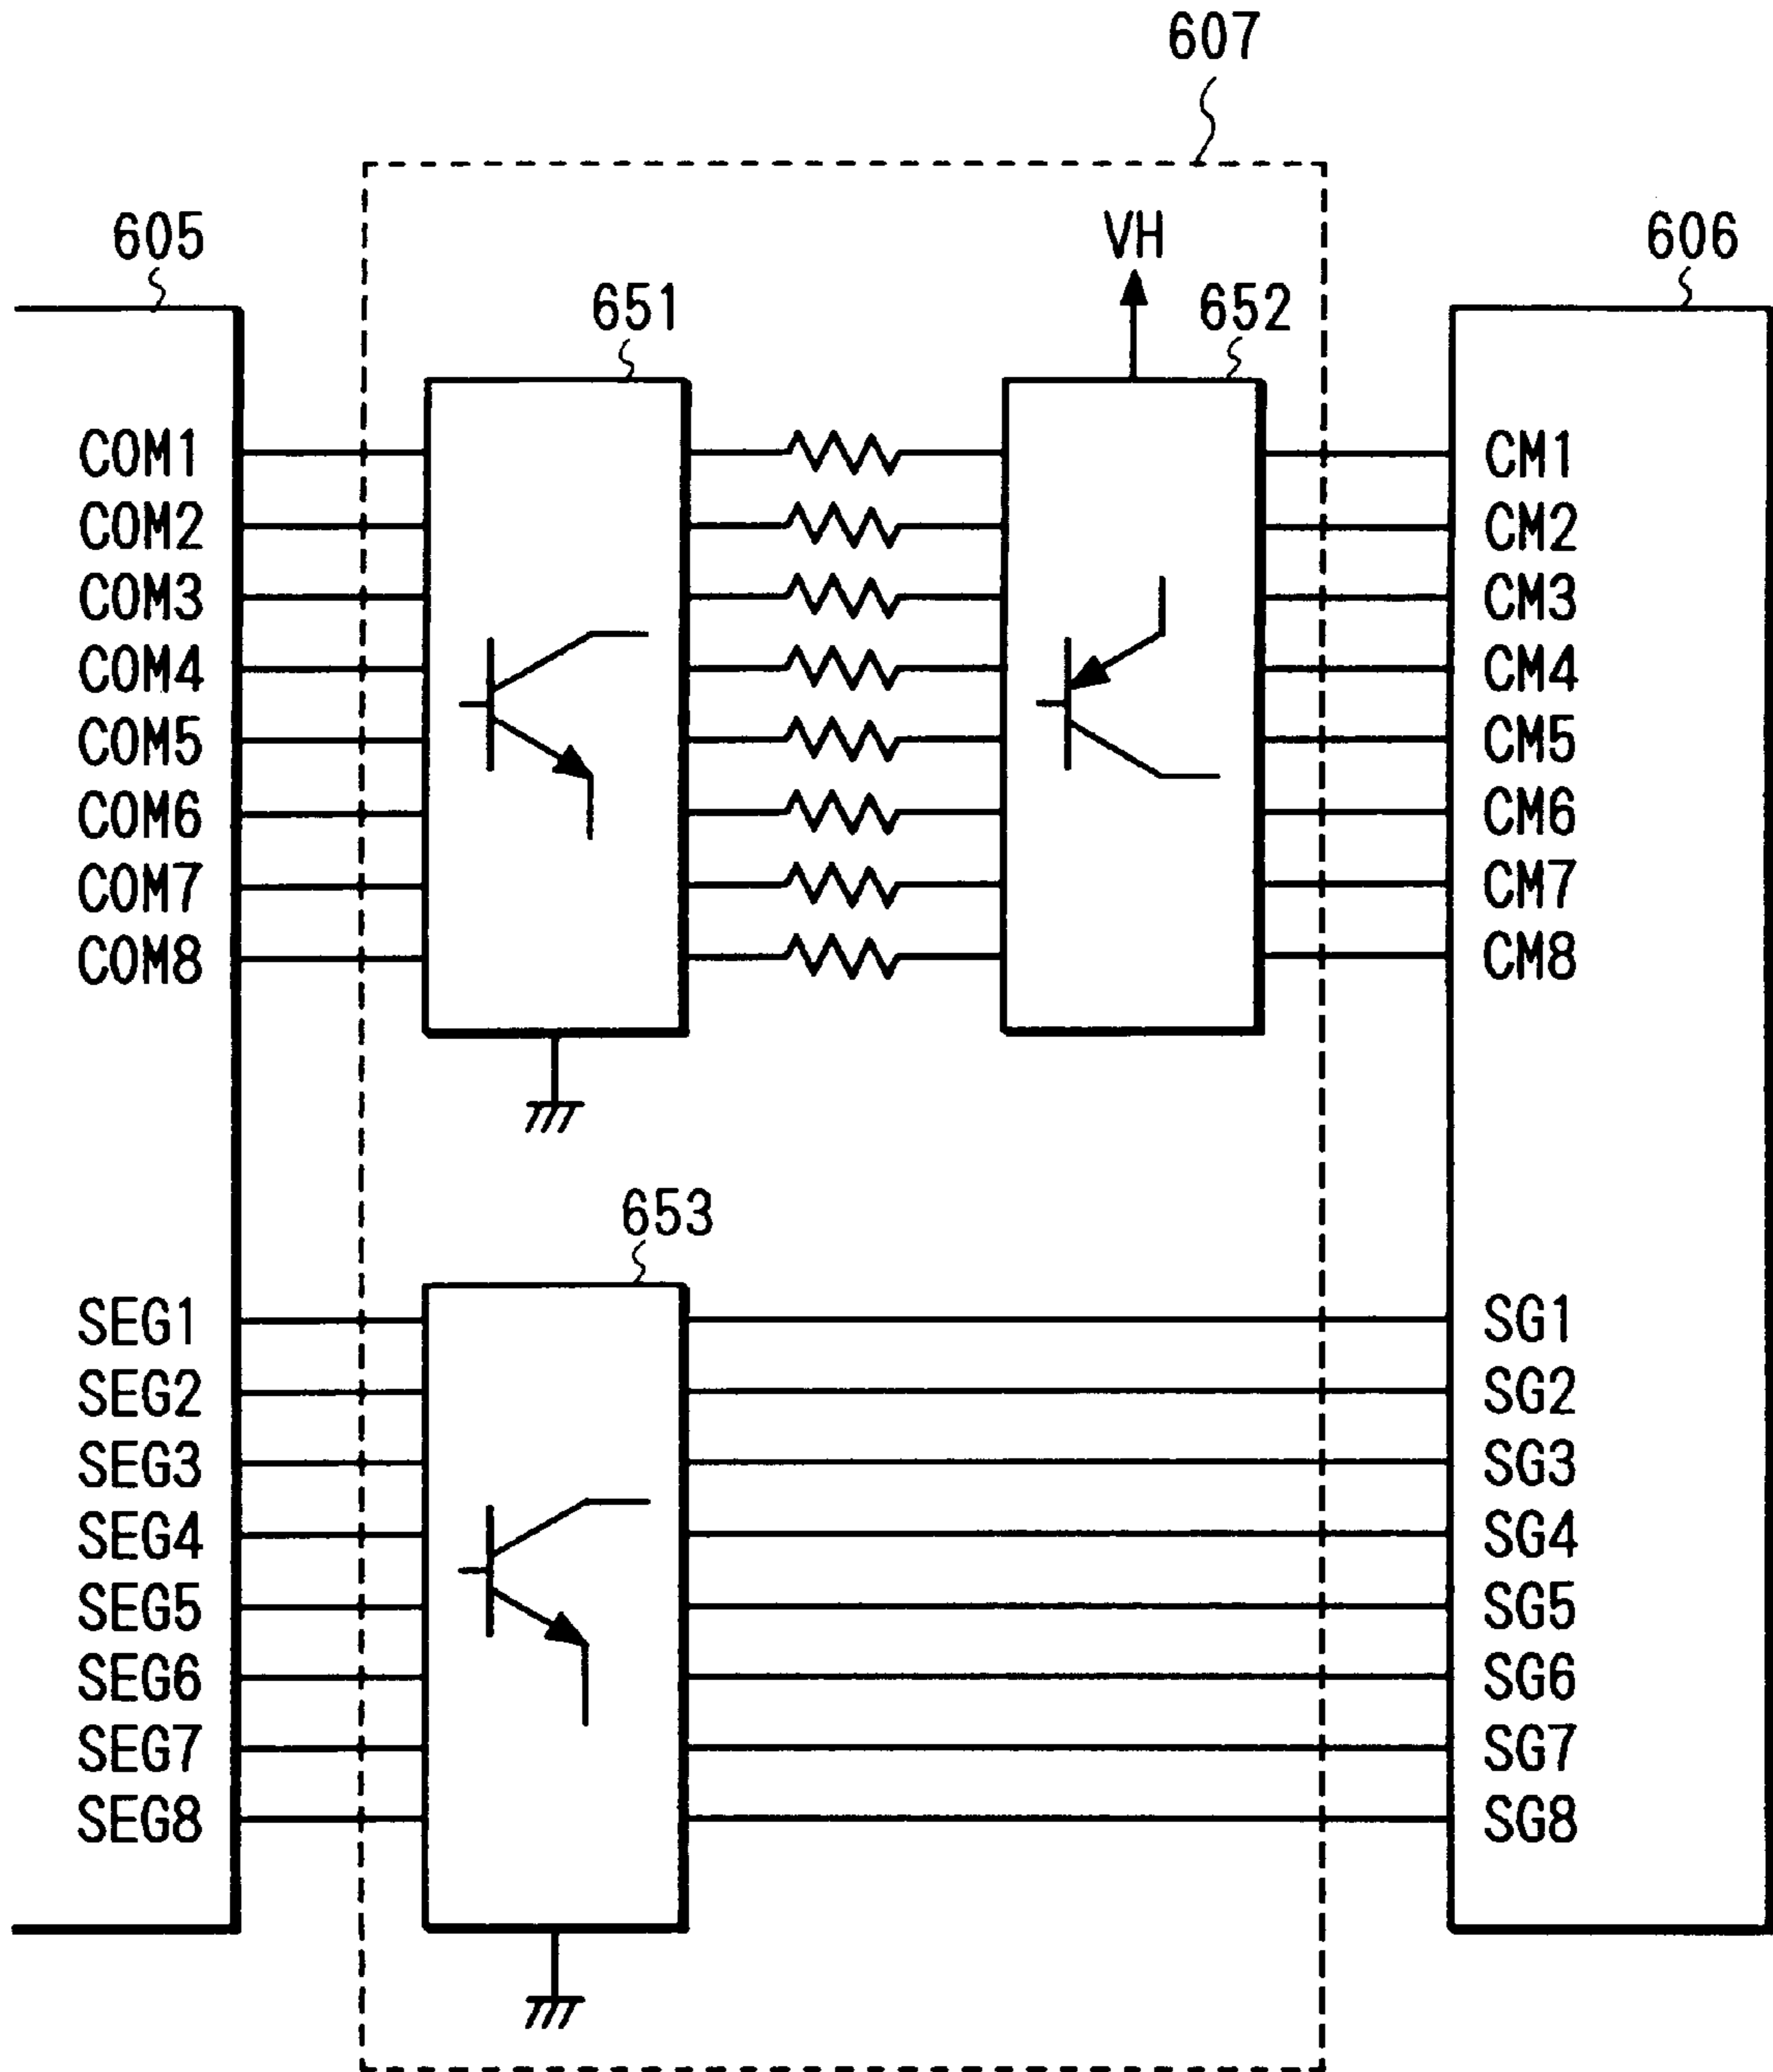 607
605
VH
606
651
652
COM1
COM2
COM3
COM4
COM5
COM6
COM7
COM8
CM1
CM2
CM3
CM4
CM5
CM6
CM7
CM8
653
SEG1
SEG2
SEG3
SEG4
SEG5
SEG6
SEG7
SEG8
SG1
SG2
SG3
SG4
SG5
SG6
SG7
SG8